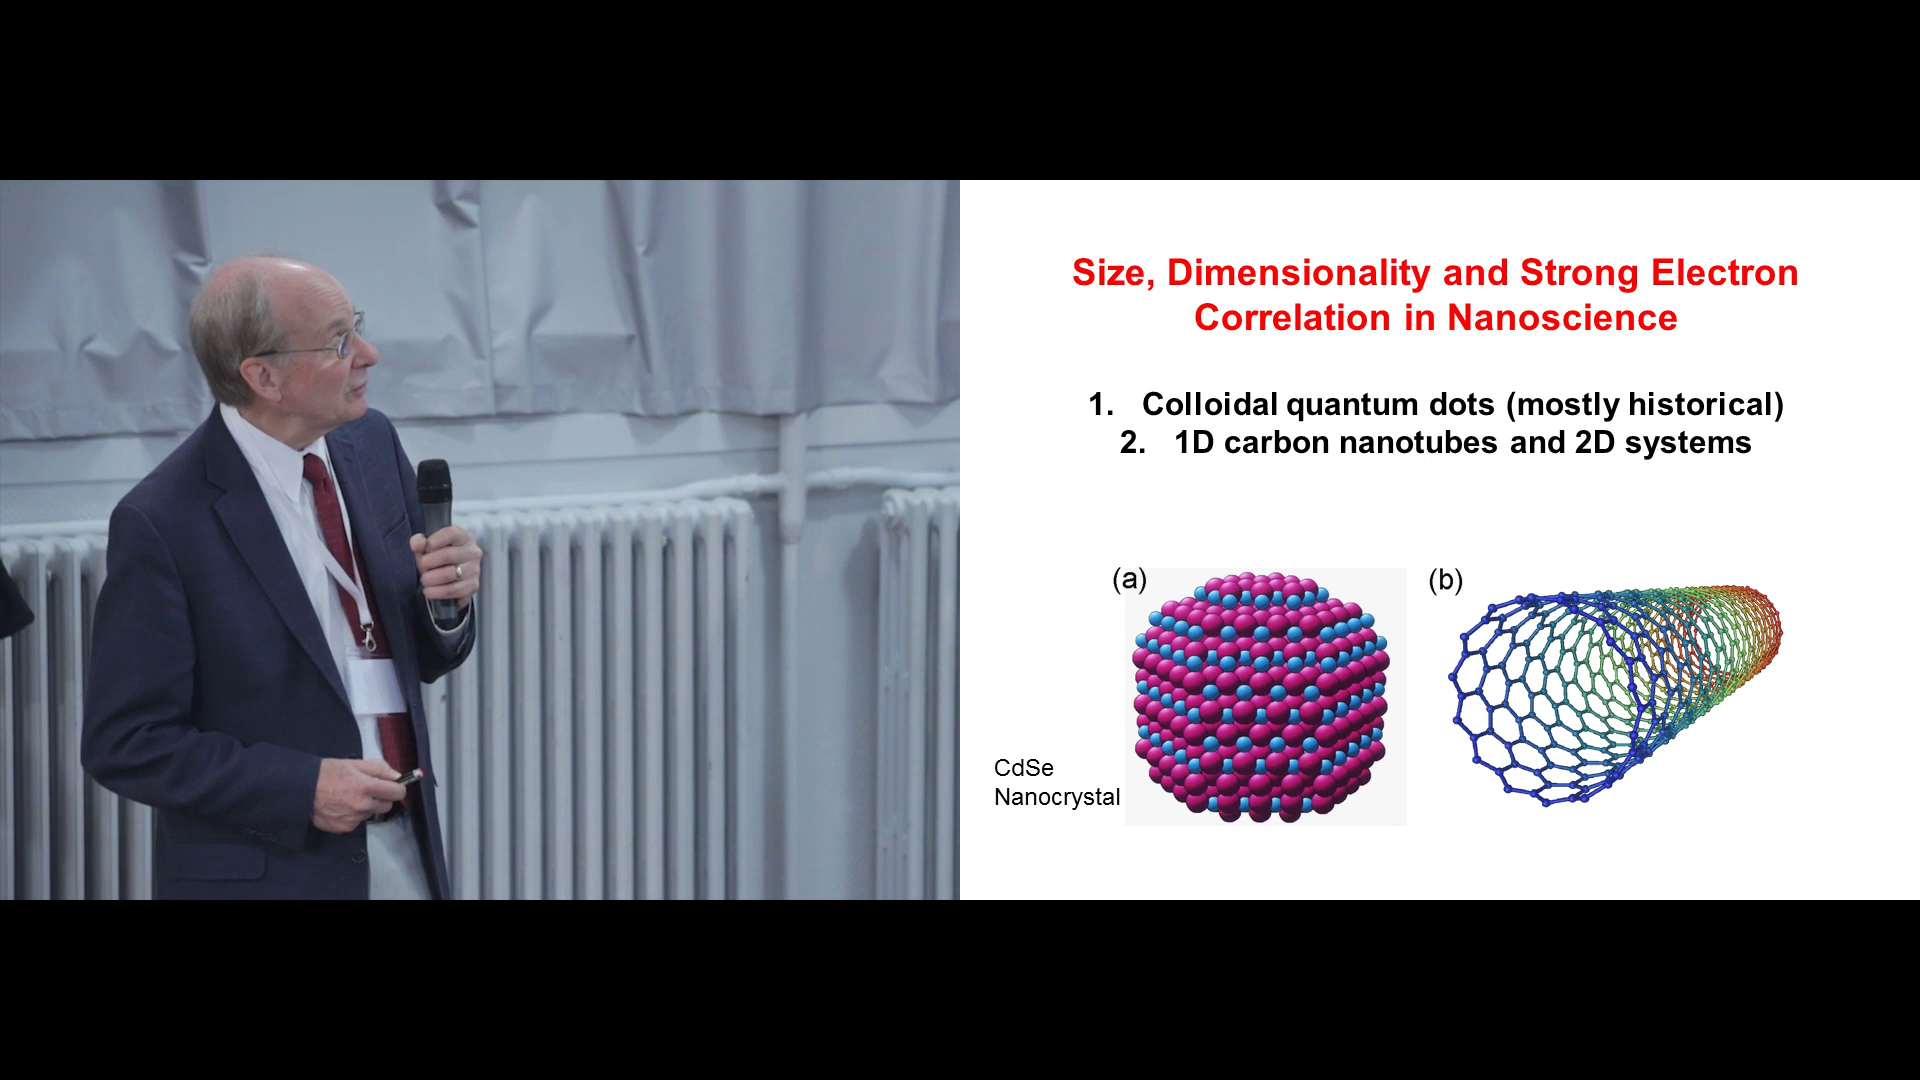 Size, Dimensionality and Strong Electron
Correlation in Nanoscience
1. Colloidal quantum dots (mostly historical)
2. 1D carbon nanotubes and 2D systems
(a)
(b)
CdSe
Nanocrystal